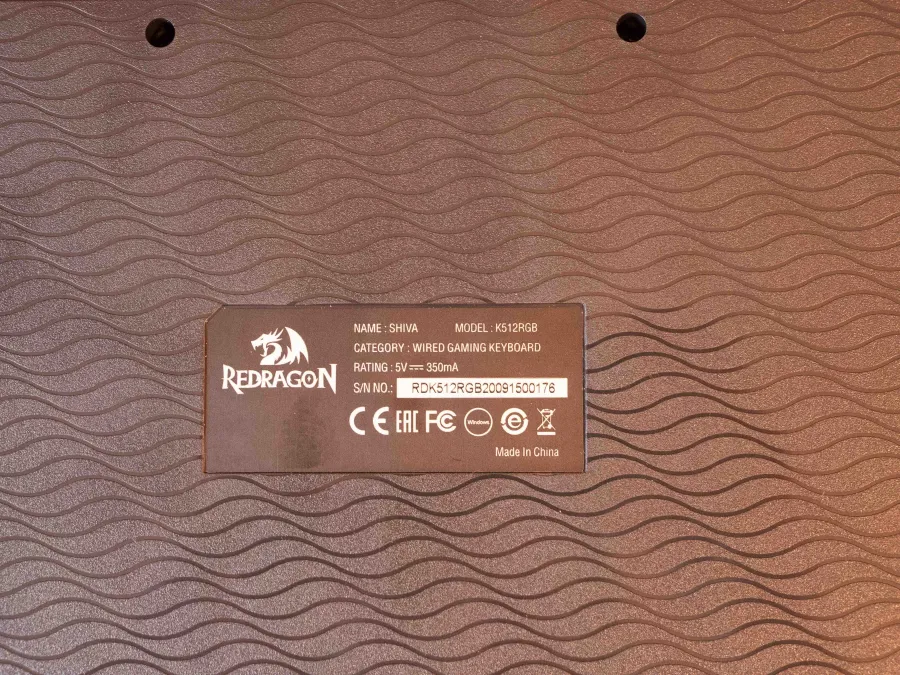 REDRAGON
NAME : SHIVA MODEL : K512RGB
CATEGORY : WIRED GAMING KEYBOARD
RATING : 5V⎓350mA
S/N NO.: RDK512RGB20091500176
CE EAC FC Windows e
Made In China